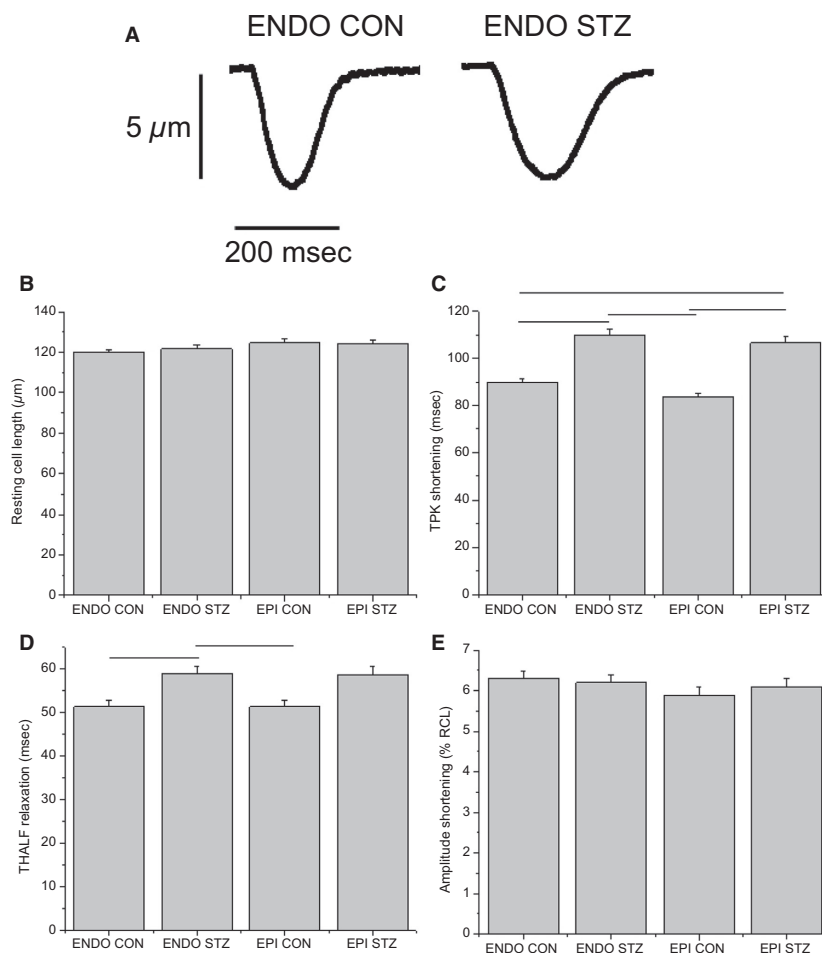 A
ENDO CON ENDO STZ
5 µm
200 msec
B
Resting cell length (µm)
140
120
100
80
60
40
20
0
ENDO CON ENDO STZ EPI CON EPI STZ
C
TPK shortening (msec)
120
100
80
60
40
20
0
ENDO CON ENDO STZ EPI CON EPI STZ
D
THALF relaxation (msec)
60
50
40
30
20
10
0
ENDO CON ENDO STZ EPI CON EPI STZ
E
Amplitude shortening (% RCL)
7
6
5
4
3
2
1
0
ENDO CON ENDO STZ EPI CON EPI STZ